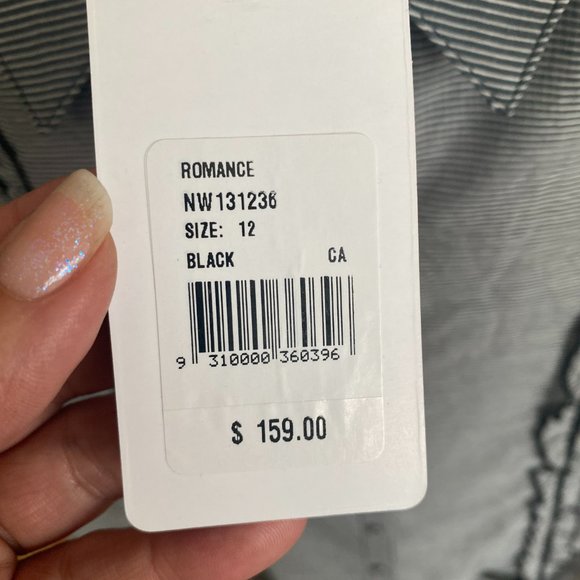 ROMANCE
NW131236
SIZE: 12
BLACK CA
9 310000 360396
$ 159.00